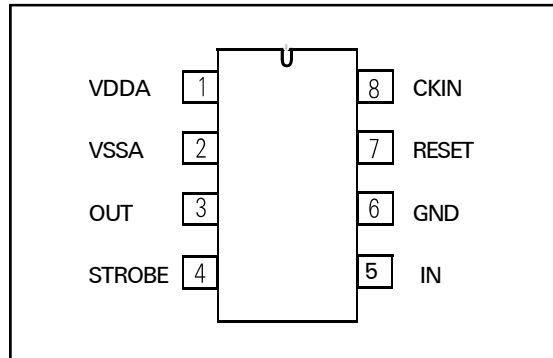 VDDA 1 8 CKIN
VSSA 2 7 RESET
OUT 3 6 GND
STROBE 4 5 IN